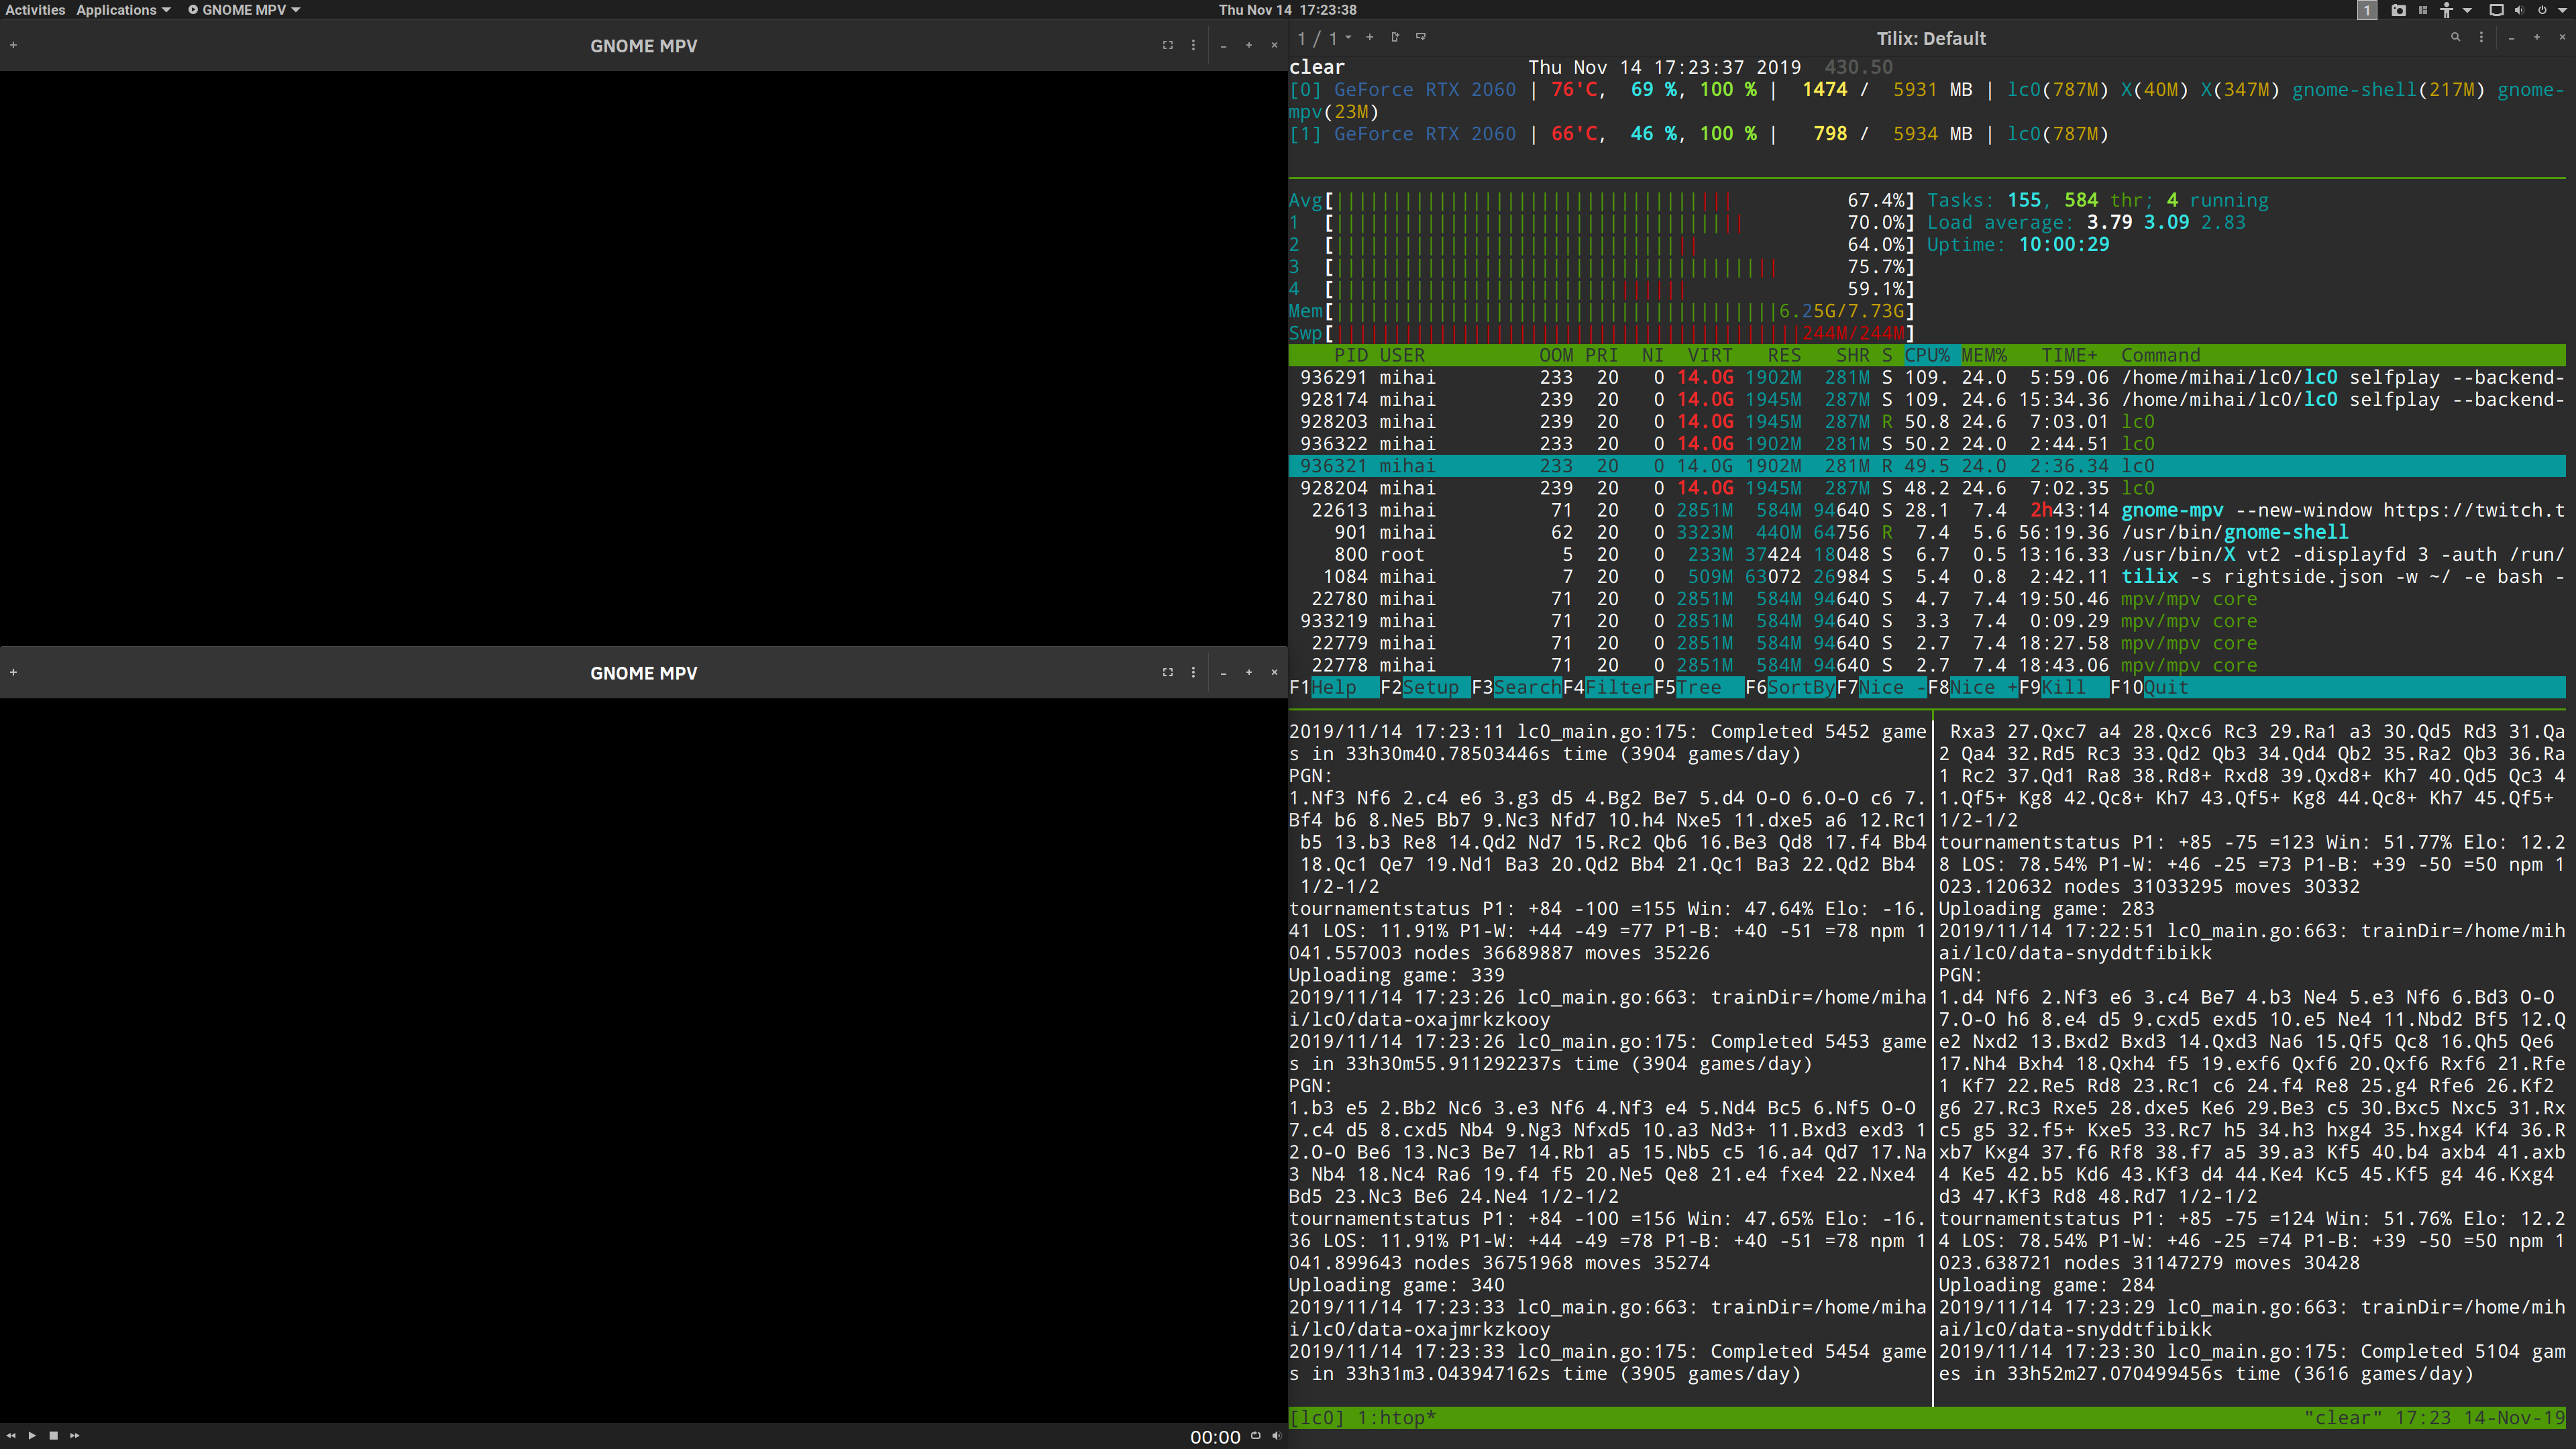 Activities Applications GNOME MPV Thu Nov 14 17:23:38 1
GNOME MPV
GNOME MPV
00:00
1 / 1 Tilix: Default
clear Thu Nov 14 17:23:37 2019 430.50
[0] GeForce RTX 2060 | 76'C, 69 %, 100 % | 1474 / 5931 MB | lc0(787M) X(40M) X(347M) gnome-shell(217M) gnome-
mpv(23M)
[1] GeForce RTX 2060 | 66'C, 46 %, 100 % | 798 / 5934 MB | lc0(787M)
Avg[ 67.4%] Tasks: 155, 584 thr; 4 running
1 [ 70.0%] Load average: 3.79 3.09 2.83
2 [ 64.0%] Uptime: 10:00:29
3 [ 75.7%]
4 [ 59.1%]
Mem[ 6.25G/7.73G]
Swp[ 244M/244M]
PID USER OOM PRI NI VIRT RES SHR S CPU% MEM% TIME+ Command
936291 mihai 233 20 0 14.0G 1902M 281M S 109. 24.0 5:59.06 /home/mihai/lc0/lc0 selfplay --backend-
928174 mihai 239 20 0 14.0G 1945M 287M S 109. 24.6 15:34.36 /home/mihai/lc0/lc0 selfplay --backend-
928203 mihai 239 20 0 14.0G 1945M 287M R 50.8 24.6 7:03.01 lc0
936322 mihai 233 20 0 14.0G 1902M 281M S 50.2 24.0 2:44.51 lc0
936321 mihai 233 20 0 14.0G 1902M 281M R 49.5 24.0 2:36.34 lc0
928204 mihai 239 20 0 14.0G 1945M 287M S 48.2 24.6 7:02.35 lc0
22613 mihai 71 20 0 2851M 584M 94640 S 28.1 7.4 2h43:14 gnome-mpv --new-window https://twitch.t
901 mihai 62 20 0 3323M 440M 64756 R 7.4 5.6 56:19.36 /usr/bin/gnome-shell
800 root 5 20 0 233M 37424 18048 S 6.7 0.5 13:16.33 /usr/bin/X vt2 -displayfd 3 -auth /run/
1084 mihai 7 20 0 509M 63072 26984 S 5.4 0.8 2:42.11 tilix -s rightside.json -w ~/ -e bash -
22780 mihai 71 20 0 2851M 584M 94640 S 4.7 7.4 19:50.46 mpv/mpv core
933219 mihai 71 20 0 2851M 584M 94640 S 3.3 7.4 0:09.29 mpv/mpv core
22779 mihai 71 20 0 2851M 584M 94640 S 2.7 7.4 18:27.58 mpv/mpv core
22778 mihai 71 20 0 2851M 584M 94640 S 2.7 7.4 18:43.06 mpv/mpv core
F1Help F2Setup F3SearchF4FilterF5Tree F6SortByF7Nice -F8Nice +F9Kill F10Quit
2019/11/14 17:23:11 lc0_main.go:175: Completed 5452 game
s in 33h30m40.78503446s time (3904 games/day)
PGN:
1.Nf3 Nf6 2.c4 e6 3.g3 d5 4.Bg2 Be7 5.d4 O-O 6.O-O c6 7.
Bf4 b6 8.Ne5 Bb7 9.Nc3 Nfd7 10.h4 Nxe5 11.dxe5 a6 12.Rc1
b5 13.b3 Re8 14.Qd2 Nd7 15.Rc2 Qb6 16.Be3 Qd8 17.f4 Bb4
18.Qc1 Qe7 19.Nd1 Ba3 20.Qd2 Bb4 21.Qc1 Ba3 22.Qd2 Bb4
1/2-1/2
tournamentstatus P1: +84 -100 =155 Win: 47.64% Elo: -16.
41 LOS: 11.91% P1-W: +44 -49 =77 P1-B: +40 -51 =78 npm 1
041.557003 nodes 36689887 moves 35226
Uploading game: 339
2019/11/14 17:23:26 lc0_main.go:663: trainDir=/home/miha
i/lc0/data-oxajmrkzkooy
2019/11/14 17:23:26 lc0_main.go:175: Completed 5453 game
s in 33h30m55.911292237s time (3904 games/day)
PGN:
1.b3 e5 2.Bb2 Nc6 3.e3 Nf6 4.Nf3 e4 5.Nd4 Bc5 6.Nf5 O-O
7.c4 d5 8.cxd5 Nb4 9.Ng3 Nfxd5 10.a3 Nd3+ 11.Bxd3 exd3 1
2.O-O Be6 13.Nc3 Be7 14.Rb1 a5 15.Nb5 c5 16.a4 Qd7 17.Na
3 Nb4 18.Nc4 Ra6 19.f4 f5 20.Ne5 Qe8 21.e4 fxe4 22.Nxe4
Bd5 23.Nc3 Be6 24.Ne4 1/2-1/2
tournamentstatus P1: +84 -100 =156 Win: 47.65% Elo: -16.
36 LOS: 11.91% P1-W: +44 -49 =78 P1-B: +40 -51 =78 npm 1
041.899643 nodes 36751968 moves 35274
Uploading game: 340
2019/11/14 17:23:33 lc0_main.go:663: trainDir=/home/miha
i/lc0/data-oxajmrkzkooy
2019/11/14 17:23:33 lc0_main.go:175: Completed 5454 game
s in 33h31m3.043947162s time (3905 games/day)
Rxa3 27.Qxc7 a4 28.Qxc6 Rc3 29.Ra1 a3 30.Qd5 Rd3 31.Qa
2 Qa4 32.Rd5 Rc3 33.Qd2 Qb3 34.Qd4 Qb2 35.Ra2 Qb3 36.Ra
1 Rc2 37.Qd1 Ra8 38.Rd8+ Rxd8 39.Qxd8+ Kh7 40.Qd5 Qc3 4
1.Qf5+ Kg8 42.Qc8+ Kh7 43.Qf5+ Kg8 44.Qc8+ Kh7 45.Qf5+
1/2-1/2
tournamentstatus P1: +85 -75 =123 Win: 51.77% Elo: 12.2
8 LOS: 78.54% P1-W: +46 -25 =73 P1-B: +39 -50 =50 npm 1
023.120632 nodes 31033295 moves 30332
Uploading game: 283
2019/11/14 17:22:51 lc0_main.go:663: trainDir=/home/mih
ai/lc0/data-snyddtfibikk
PGN:
1.d4 Nf6 2.Nf3 e6 3.c4 Be7 4.b3 Ne4 5.e3 Nf6 6.Bd3 O-O
7.O-O h6 8.e4 d5 9.cxd5 exd5 10.e5 Ne4 11.Nbd2 Bf5 12.Q
e2 Nxd2 13.Bxd2 Bxd3 14.Qxd3 Na6 15.Qf5 Qc8 16.Qh5 Qe6
17.Nh4 Bxh4 18.Qxh4 f5 19.exf6 Qxf6 20.Qxf6 Rxf6 21.Rfe
1 Kf7 22.Re5 Rd8 23.Rc1 c6 24.f4 Re8 25.g4 Rfe6 26.Kf2
g6 27.Rc3 Rxe5 28.dxe5 Ke6 29.Be3 c5 30.Bxc5 Nxc5 31.Rx
c5 g5 32.f5+ Kxe5 33.Rc7 h5 34.h3 hxg4 35.hxg4 Kf4 36.R
xb7 Kxg4 37.f6 Rf8 38.f7 a5 39.a3 Kf5 40.b4 axb4 41.axb
4 Ke5 42.b5 Kd6 43.Kf3 d4 44.Ke4 Kc5 45.Kf5 g4 46.Kxg4
d3 47.Kf3 Rd8 48.Rd7 1/2-1/2
tournamentstatus P1: +85 -75 =124 Win: 51.76% Elo: 12.2
4 LOS: 78.54% P1-W: +46 -25 =74 P1-B: +39 -50 =50 npm 1
023.638721 nodes 31147279 moves 30428
Uploading game: 284
2019/11/14 17:23:29 lc0_main.go:663: trainDir=/home/mih
ai/lc0/data-snyddtfibikk
2019/11/14 17:23:30 lc0_main.go:175: Completed 5104 gam
es in 33h52m27.070499456s time (3616 games/day)
[lc0] 1:htop* "clear" 17:23 14-Nov-19